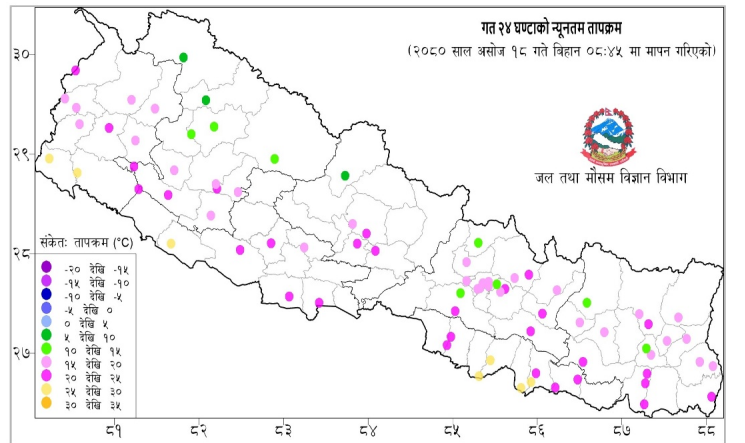 गत २४ घण्टाको न्यूनतम तापक्रम
(२०८० साल असोज १८ गते बिहान ०८:४५ मा मापन गरिएको)
जल तथा मौसम विज्ञान विभाग
३०
२९
२८
२७
संकेतः तापक्रम (°C)
-२० देखि -१५
-१५ देखि -१०
-१० देखि -५
-५ देखि ०
० देखि ५
५ देखि १०
१० देखि १५
१५ देखि २०
२० देखि २५
२५ देखि ३०
३० देखि ३५
८१ ८२ ८३ ८४ ८५ ८६ ८७ ८८